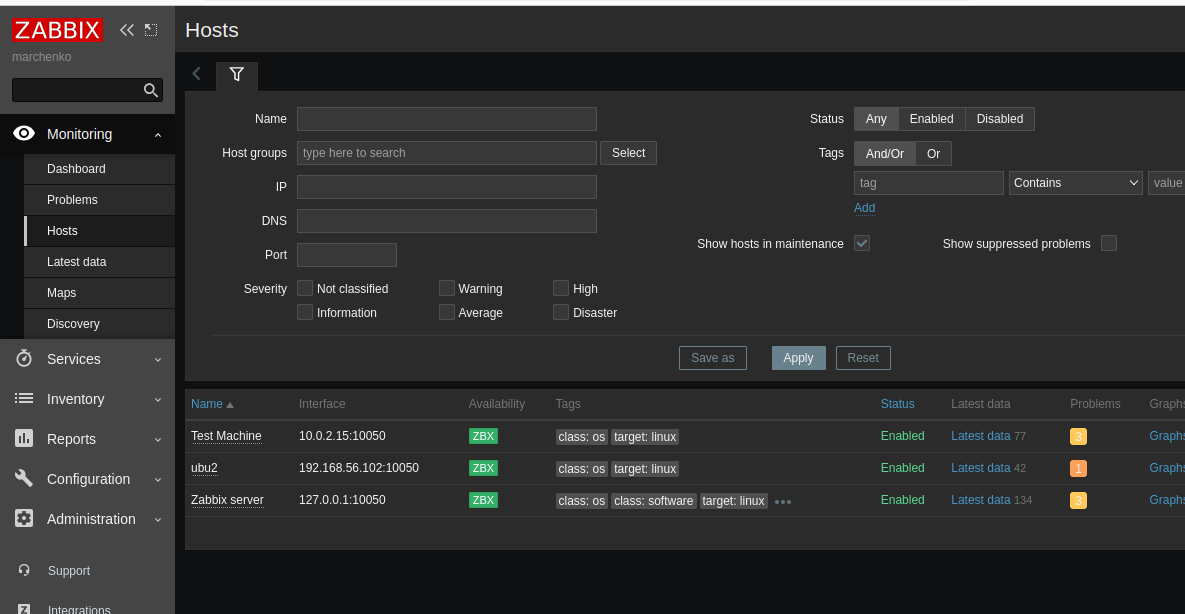 ZABBIX
marchenko
Monitoring
Dashboard
Problems
Hosts
Latest data
Maps
Discovery
Services
Inventory
Reports
Configuration
Administration
Support
Integrations
Hosts
Name
Host groups type here to search Select
IP
DNS
Port
Severity Not classified Warning High
Information Average Disaster
Status Any Enabled Disabled
Tags And/Or Or
tag Contains value
Add
Show hosts in maintenance Show suppressed problems
Save as Apply Reset
Name Interface Availability Tags Status Latest data Problems Graphs
Test Machine 10.0.2.15:10050 ZBX class: os target: linux Enabled Latest data 77 3 Graphs
ubu2 192.168.56.102:10050 ZBX class: os target: linux Enabled Latest data 42 1 Graphs
Zabbix server 127.0.0.1:10050 ZBX class: os class: software target: linux ••• Enabled Latest data 134 3 Graphs